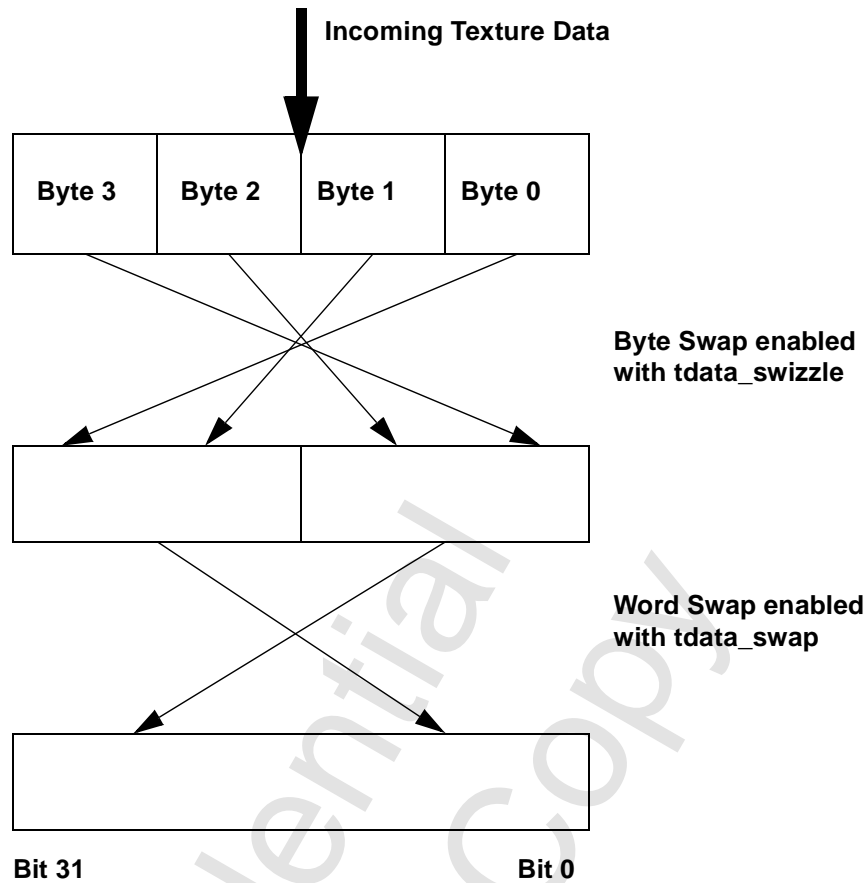 Incoming Texture Data
Byte 3 Byte 2 Byte 1 Byte 0
Byte Swap enabled
with tdata_swizzle
Word Swap enabled
with tdata_swap
Bit 31 Bit 0
Copy